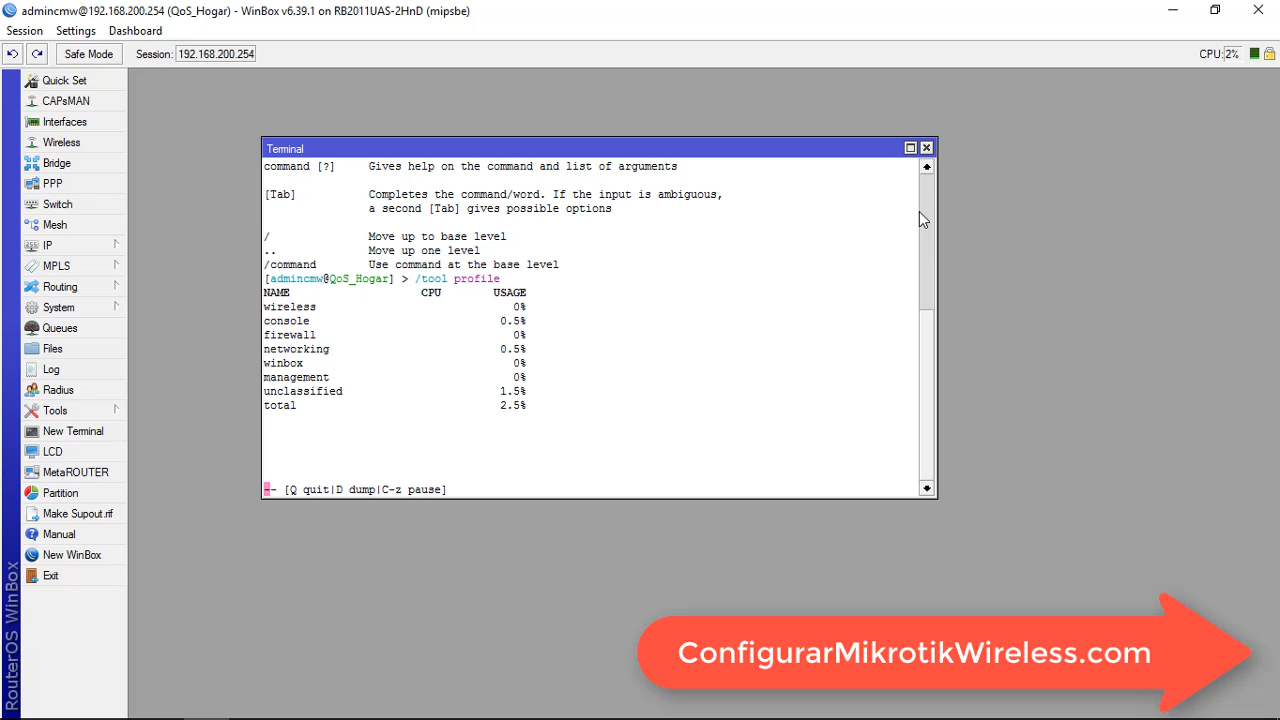 admincmw@192.168.200.254 (QoS_Hogar) - WinBox v6.39.1 on RB2011UAS-2HnD (mipsbe)
Session Settings Dashboard
Safe Mode Session: 192.168.200.254 CPU: 2%
Quick Set
CAPsMAN
Interfaces
Wireless
Bridge
PPP
Switch
Mesh
IP
MPLS
Routing
System
Queues
Files
Log
Radius
Tools
New Terminal
LCD
MetaROUTER
Partition
Make Supout.rif
Manual
New WinBox
Exit
RouterOS WinBox
Terminal
command [?] Gives help on the command and list of arguments
[Tab] Completes the command/word. If the input is ambiguous,
a second [Tab] gives possible options
/ Move up to base level
.. Move up one level
/command Use command at the base level
[admincmw@QoS_Hogar] > /tool profile
NAME CPU USAGE
wireless 0%
console 0.5%
firewall 0%
networking 0.5%
winbox 0%
management 0%
unclassified 1.5%
total 2.5%
-- [Q quit|D dump|C-z pause]
ConfigurarMikrotikWireless.com